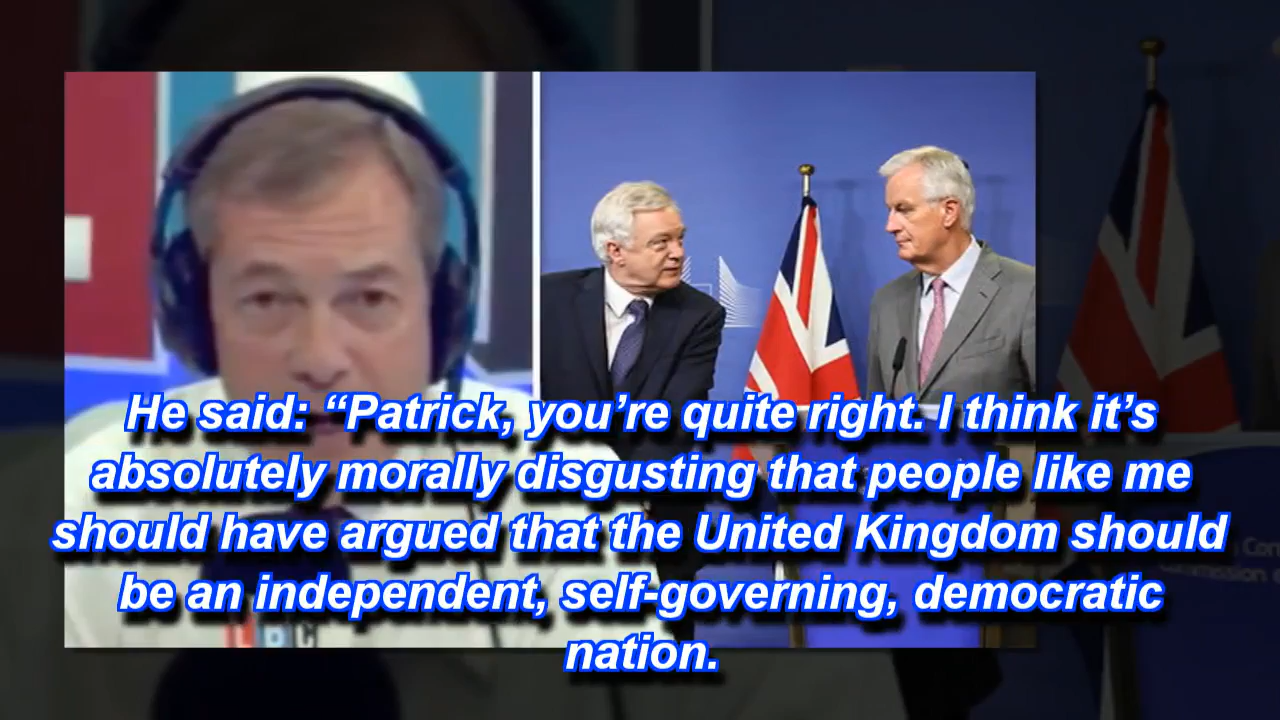 He said: “Patrick, you’re quite right. I think it’s
absolutely morally disgusting that people like me
should have argued that the United Kingdom should
be an independent, self-governing, democratic
nation.
LBC